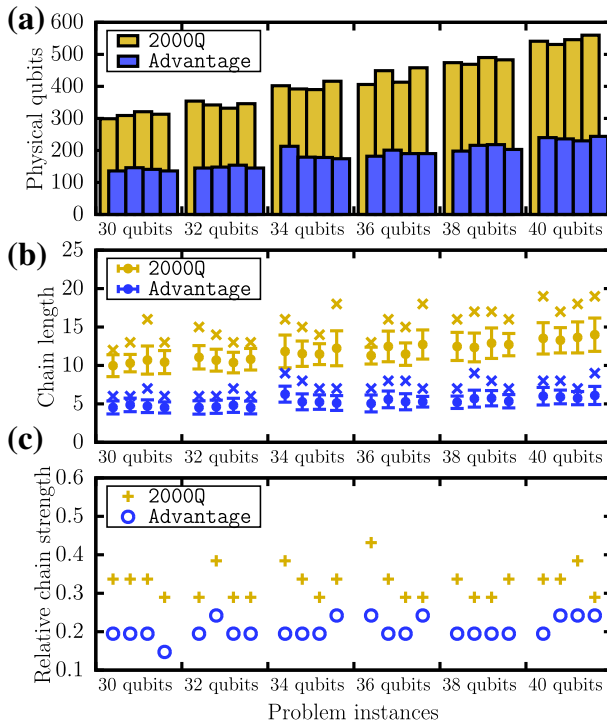 (a)
600
500
400
300
200
100
0
Physical qubits
2000Q
Advantage
30 qubits 32 qubits 34 qubits 36 qubits 38 qubits 40 qubits
(b)
25
20
15
10
5
0
Chain length
2000Q
Advantage
30 qubits 32 qubits 34 qubits 36 qubits 38 qubits 40 qubits
(c)
0.6
0.5
0.4
0.3
0.2
0.1
Relative chain strength
2000Q
Advantage
30 qubits 32 qubits 34 qubits 36 qubits 38 qubits 40 qubits
Problem instances